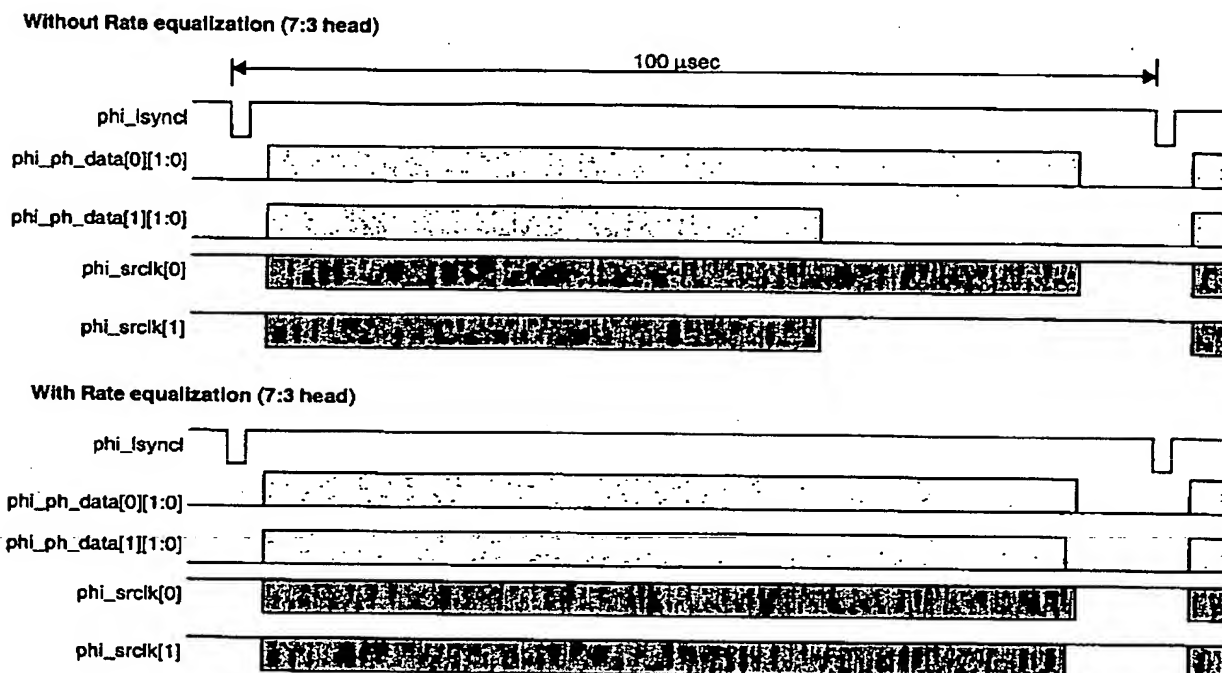 Without Rate equalization (7:3 head)
100 µsec
phi_lsyncl
phi_ph_data[0][1:0]
phi_ph_data[1][1:0]
phi_srclk[0]
phi_srclk[1]
With Rate equalization (7:3 head)
phi_lsyncl
phi_ph_data[0][1:0]
phi_ph_data[1][1:0]
phi_srclk[0]
phi_srclk[1]